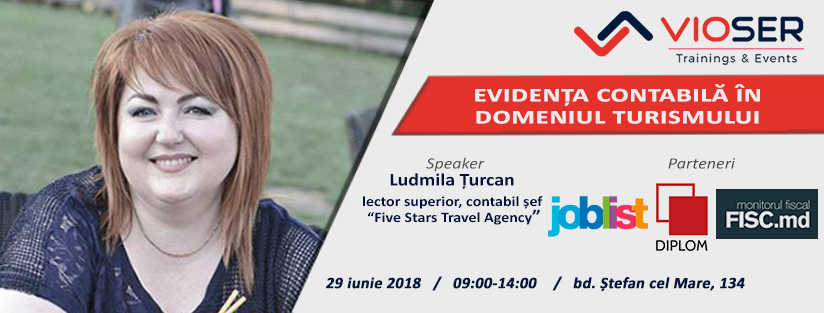 VIOSER
Trainings & Events
EVIDENȚA CONTABILĂ ÎN
DOMENIUL TURISMULUI
Speaker
Ludmila Țurcan
lector superior, contabil șef
“Five Stars Travel Agency”
Parteneri
joblist
DIPLOM
monitorul fiscal
FISC.md
29 iunie 2018 / 09:00-14:00 / bd. Ștefan cel Mare, 134